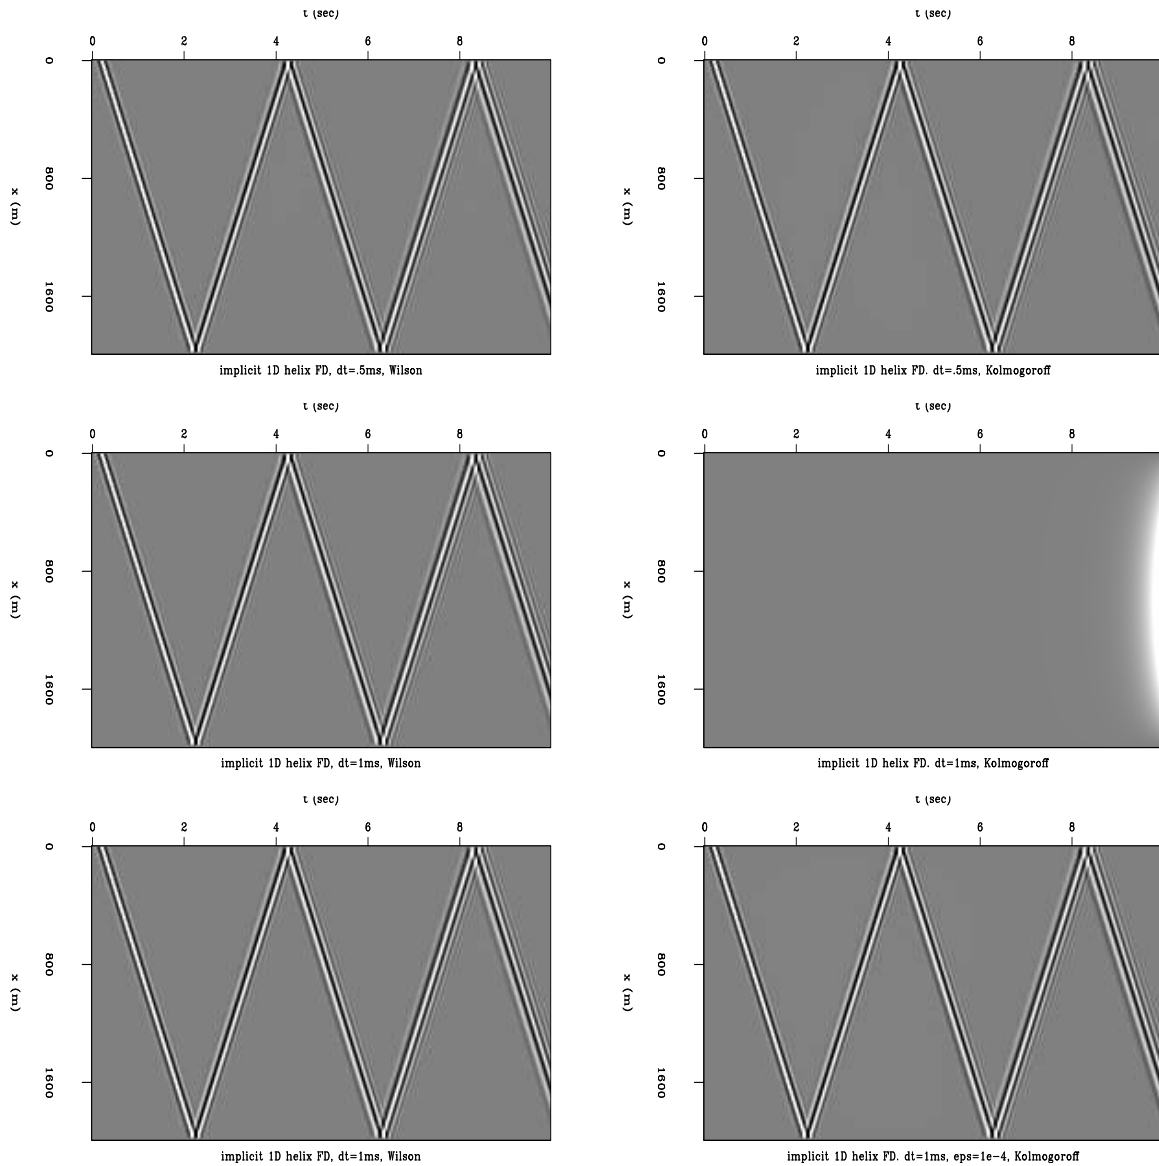 t (sec)
0 2 4 6 8
0
800
1600
x (m)
implicit 1D helix FD, dt=.5ms, Wilson
t (sec)
0 2 4 6 8
0
800
1600
x (m)
implicit 1D helix FD. dt=.5ms, Kolmogoroff
t (sec)
0 2 4 6 8
0
800
1600
x (m)
implicit 1D helix FD, dt=1ms, Wilson
t (sec)
0 2 4 6 8
0
800
1600
x (m)
implicit 1D helix FD. dt=1ms, Kolmogoroff
t (sec)
0 2 4 6 8
0
800
1600
x (m)
implicit 1D helix FD, dt=1ms, Wilson
t (sec)
0 2 4 6 8
0
800
1600
x (m)
implicit 1D helix FD. dt=1ms, eps=1e-4, Kolmogoroff